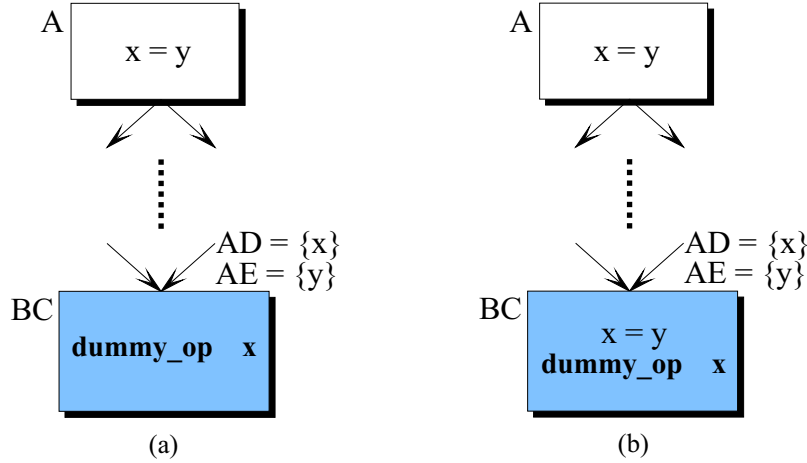 A
x = y
AD = {x}
AE = {y}
BC
dummy_op x
(a)
A
x = y
AD = {x}
AE = {y}
BC
x = y
dummy_op x
(b)